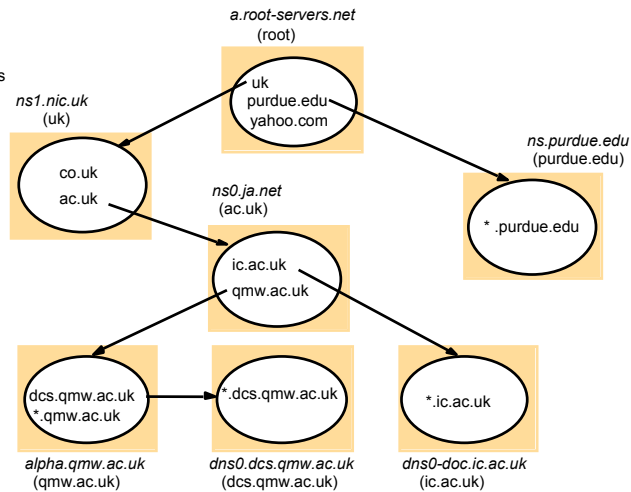 a.root-servers.net
(root)
s
uk
purdue.edu
yahoo.com
ns1.nic.uk
(uk)
co.uk
ac.uk
ns.purdue.edu
(purdue.edu)
* .purdue.edu
ns0.ja.net
(ac.uk)
ic.ac.uk
qmw.ac.uk
dcs.qmw.ac.uk
*.qmw.ac.uk
*.dcs.qmw.ac.uk
*.ic.ac.uk
alpha.qmw.ac.uk
(qmw.ac.uk)
dns0.dcs.qmw.ac.uk
(dcs.qmw.ac.uk)
dns0-doc.ic.ac.uk
(ic.ac.uk)